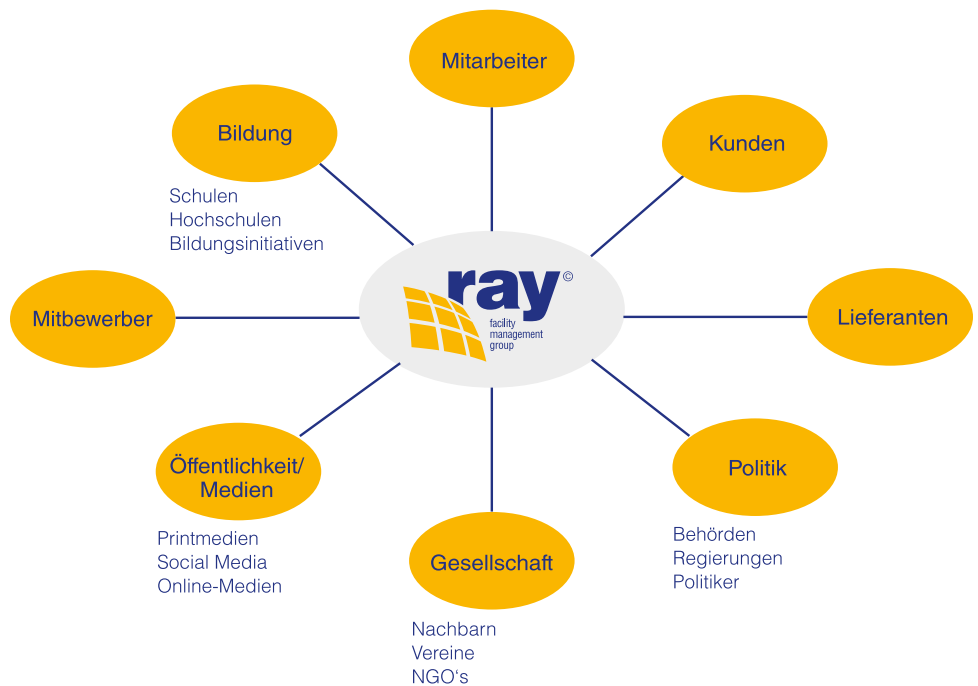 Mitarbeiter
Bildung
Schulen
Hochschulen
Bildungsinitiativen
Kunden
ray©
facility
management
group
Mitbewerber
Lieferanten
Öffentlichkeit/
Medien
Printmedien
Social Media
Online-Medien
Politik
Behörden
Regierungen
Politiker
Gesellschaft
Nachbarn
Vereine
NGO‘s